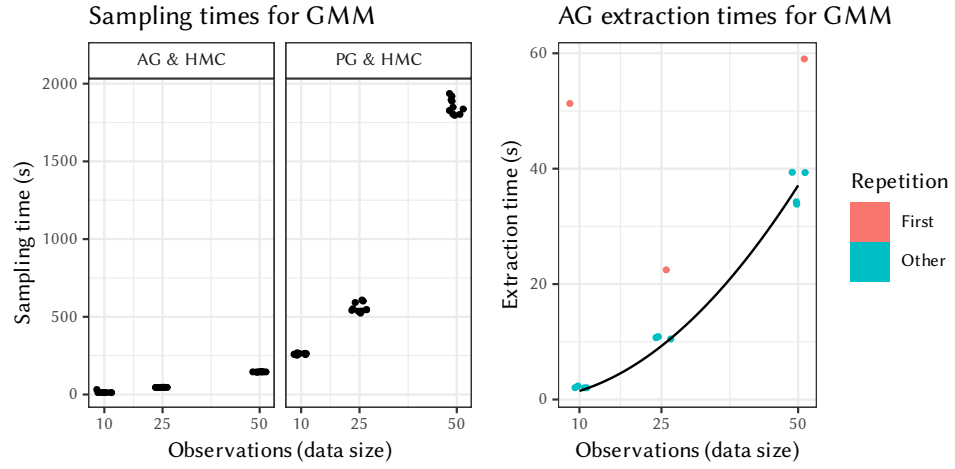 Sampling times for GMM
AG & HMC
PG & HMC
Sampling time (s)
2000
1500
1000
500
0
10
25
50
10
25
50
Observations (data size)
AG extraction times for GMM
Extraction time (s)
60
40
20
0
10
25
50
Observations (data size)
Repetition
First
Other